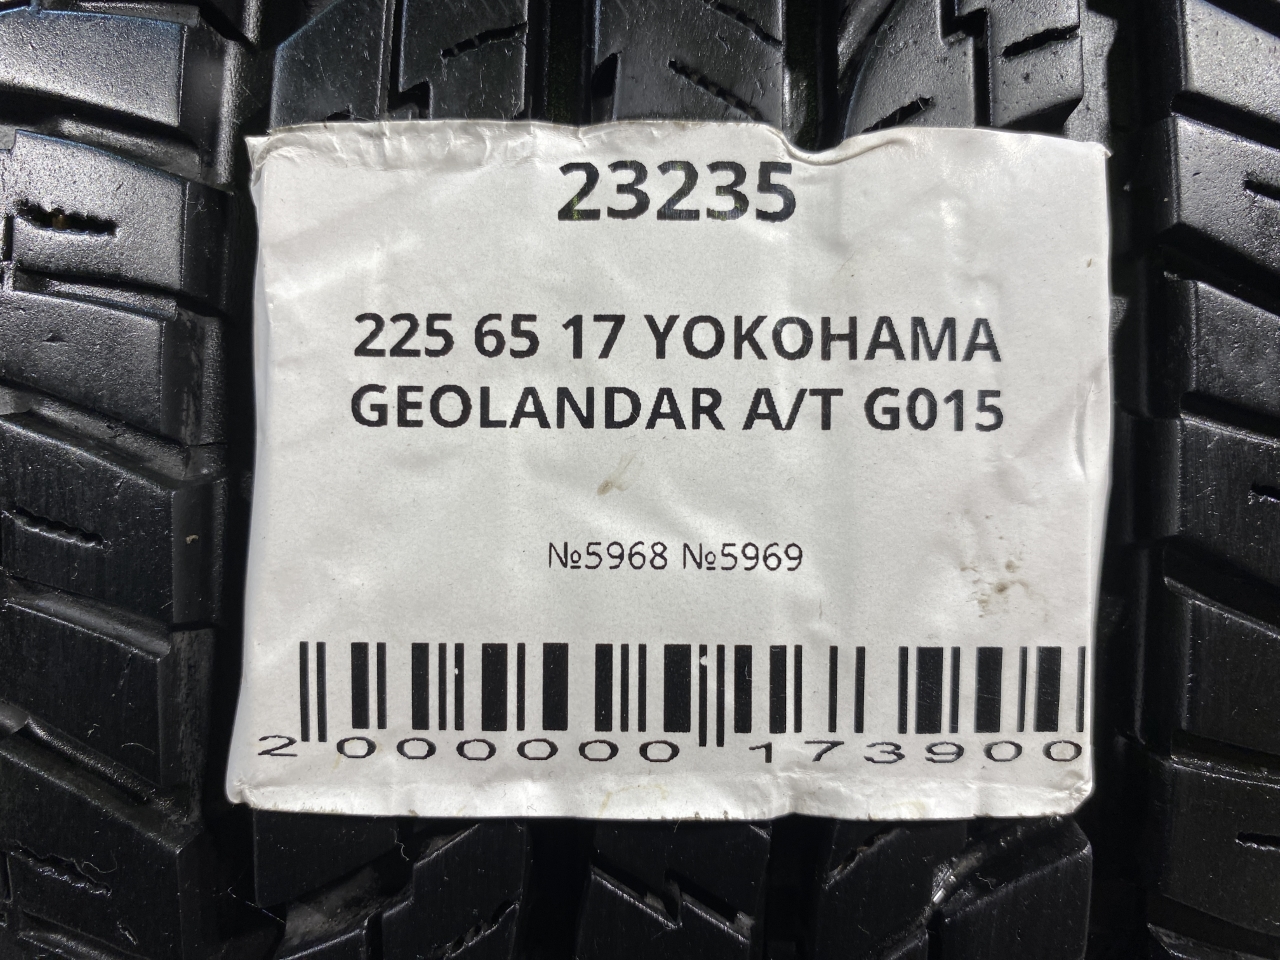 23235
225 65 17 YOKOHAMA
GEOLANDAR A/T G015
№5968 №5969
2 000000 173900